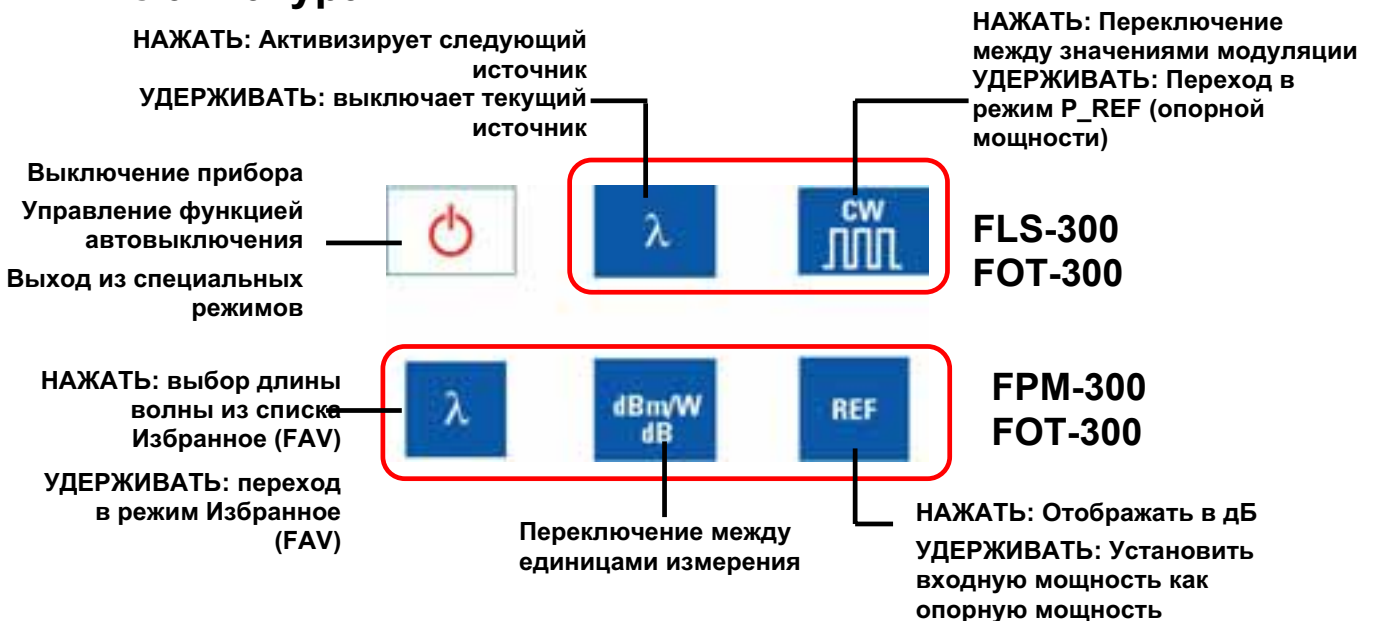 НАЖАТЬ: Активизирует следующий
источник
УДЕРЖИВАТЬ: выключает текущий
источник
НАЖАТЬ: Переключение
между значениями модуляции
УДЕРЖИВАТЬ: Переход в
режим P_REF (опорной
мощности)
Выключение прибора
Управление функцией
автовыключения
Выход из специальных
режимов
λ
CW
FLS-300
FOT-300
НАЖАТЬ: выбор длины
волны из списка
Избранное (FAV)
УДЕРЖИВАТЬ: переход
в режим Избранное
(FAV)
λ
dBm/W
dB
REF
FPM-300
FOT-300
Переключение между
единицами измерения
НАЖАТЬ: Отображать в дБ
УДЕРЖИВАТЬ: Установить
входную мощность как
опорную мощность